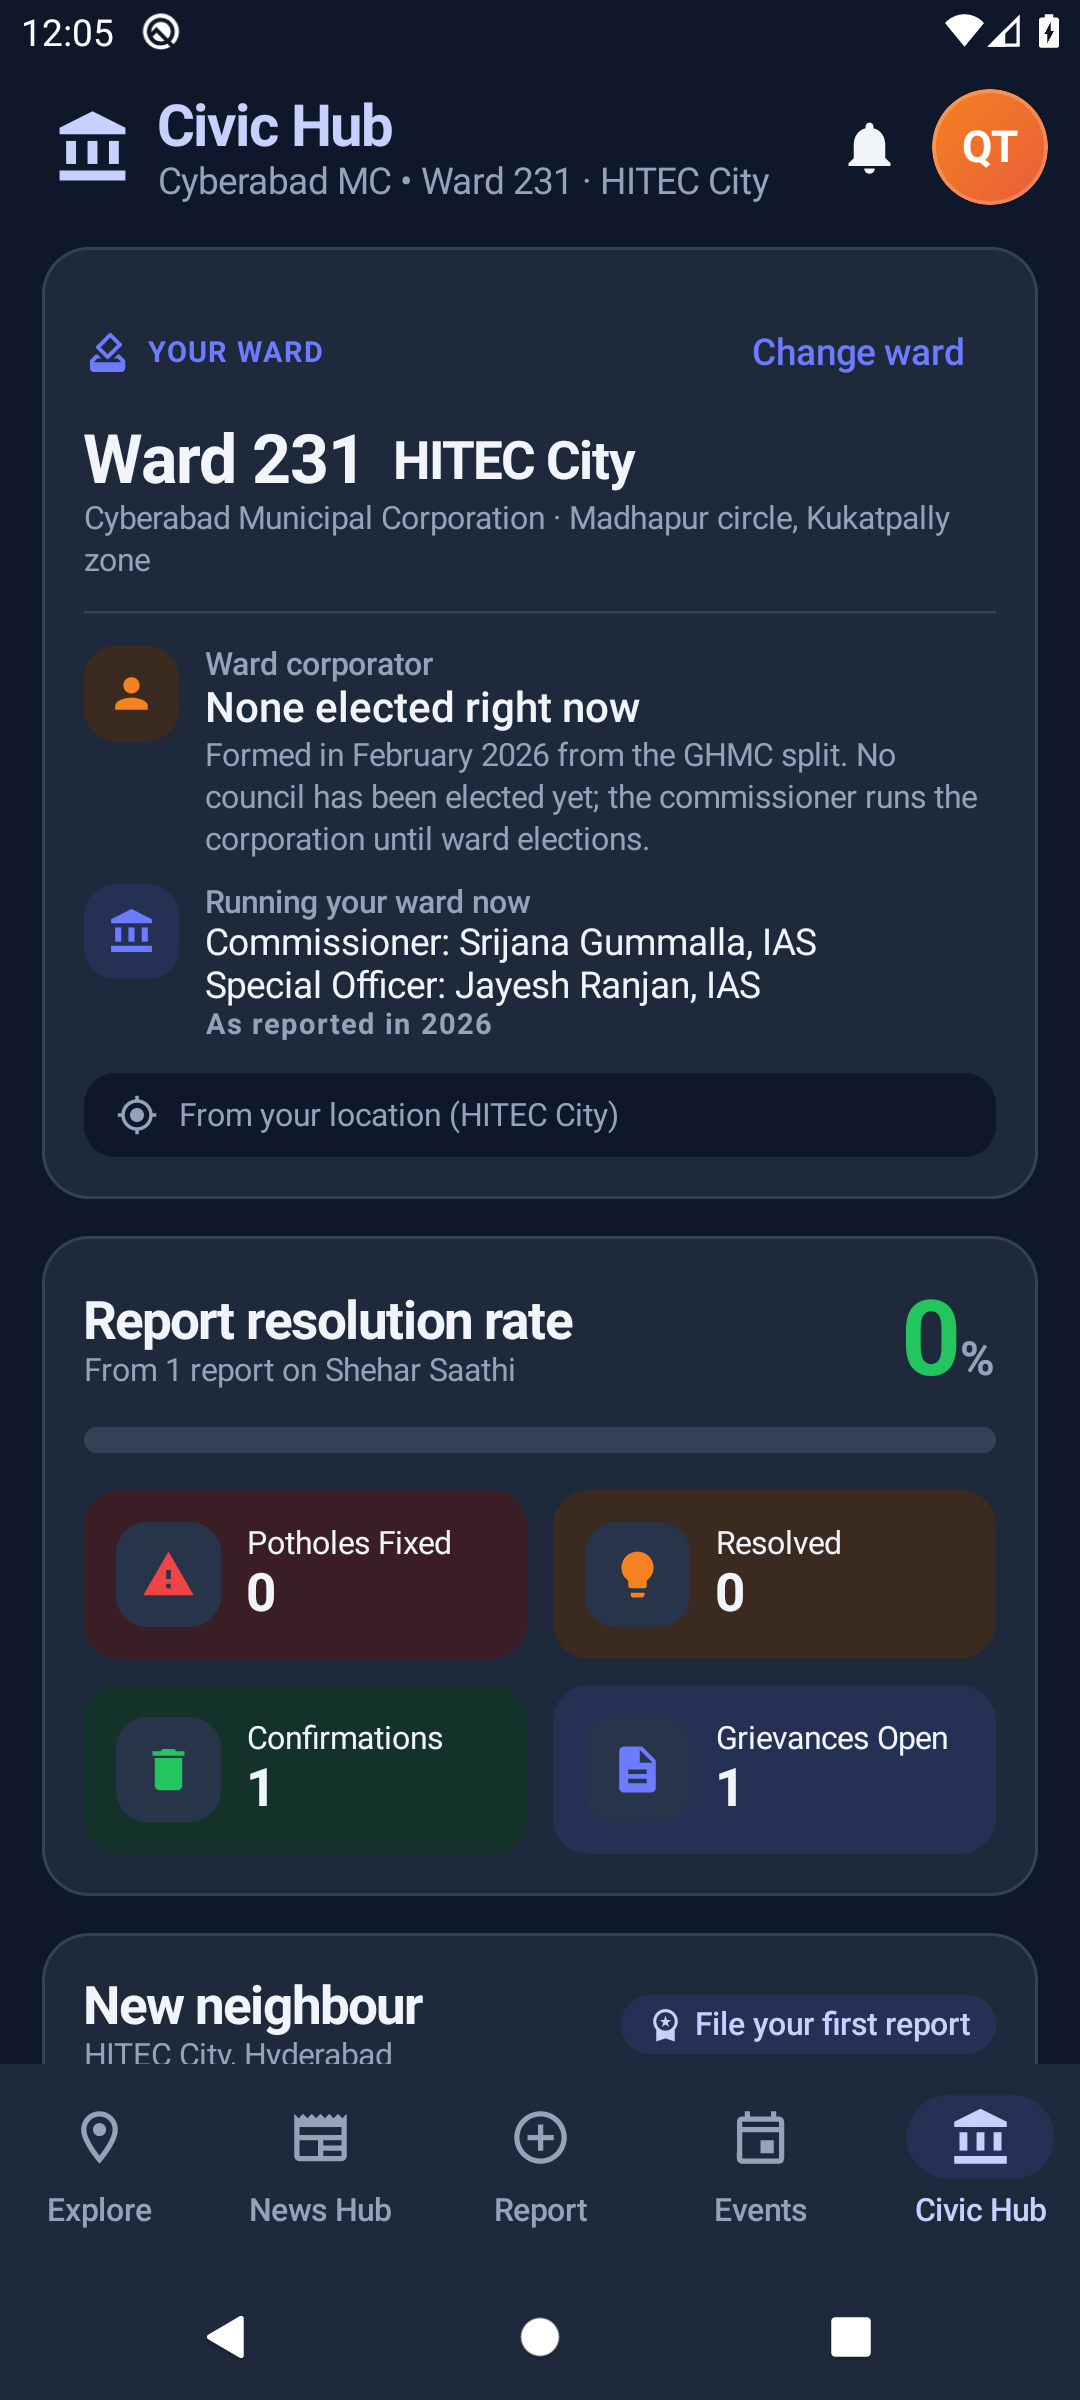 12:05
Civic Hub
Cyberabad MC • Ward 231 · HITEC City
QT
YOUR WARD
Change ward
Ward 231 HITEC City
Cyberabad Municipal Corporation · Madhapur circle, Kukatpally
zone
Ward corporator
None elected right now
Formed in February 2026 from the GHMC split. No
council has been elected yet; the commissioner runs the
corporation until ward elections.
Running your ward now
Commissioner: Srijana Gummalla, IAS
Special Officer: Jayesh Ranjan, IAS
As reported in 2026
From your location (HITEC City)
Report resolution rate
0%
From 1 report on Shehar Saathi
Potholes Fixed
0
Resolved
0
Confirmations
1
Grievances Open
1
New neighbour
File your first report
HITEC City, Hyderabad
Explore
News Hub
Report
Events
Civic Hub